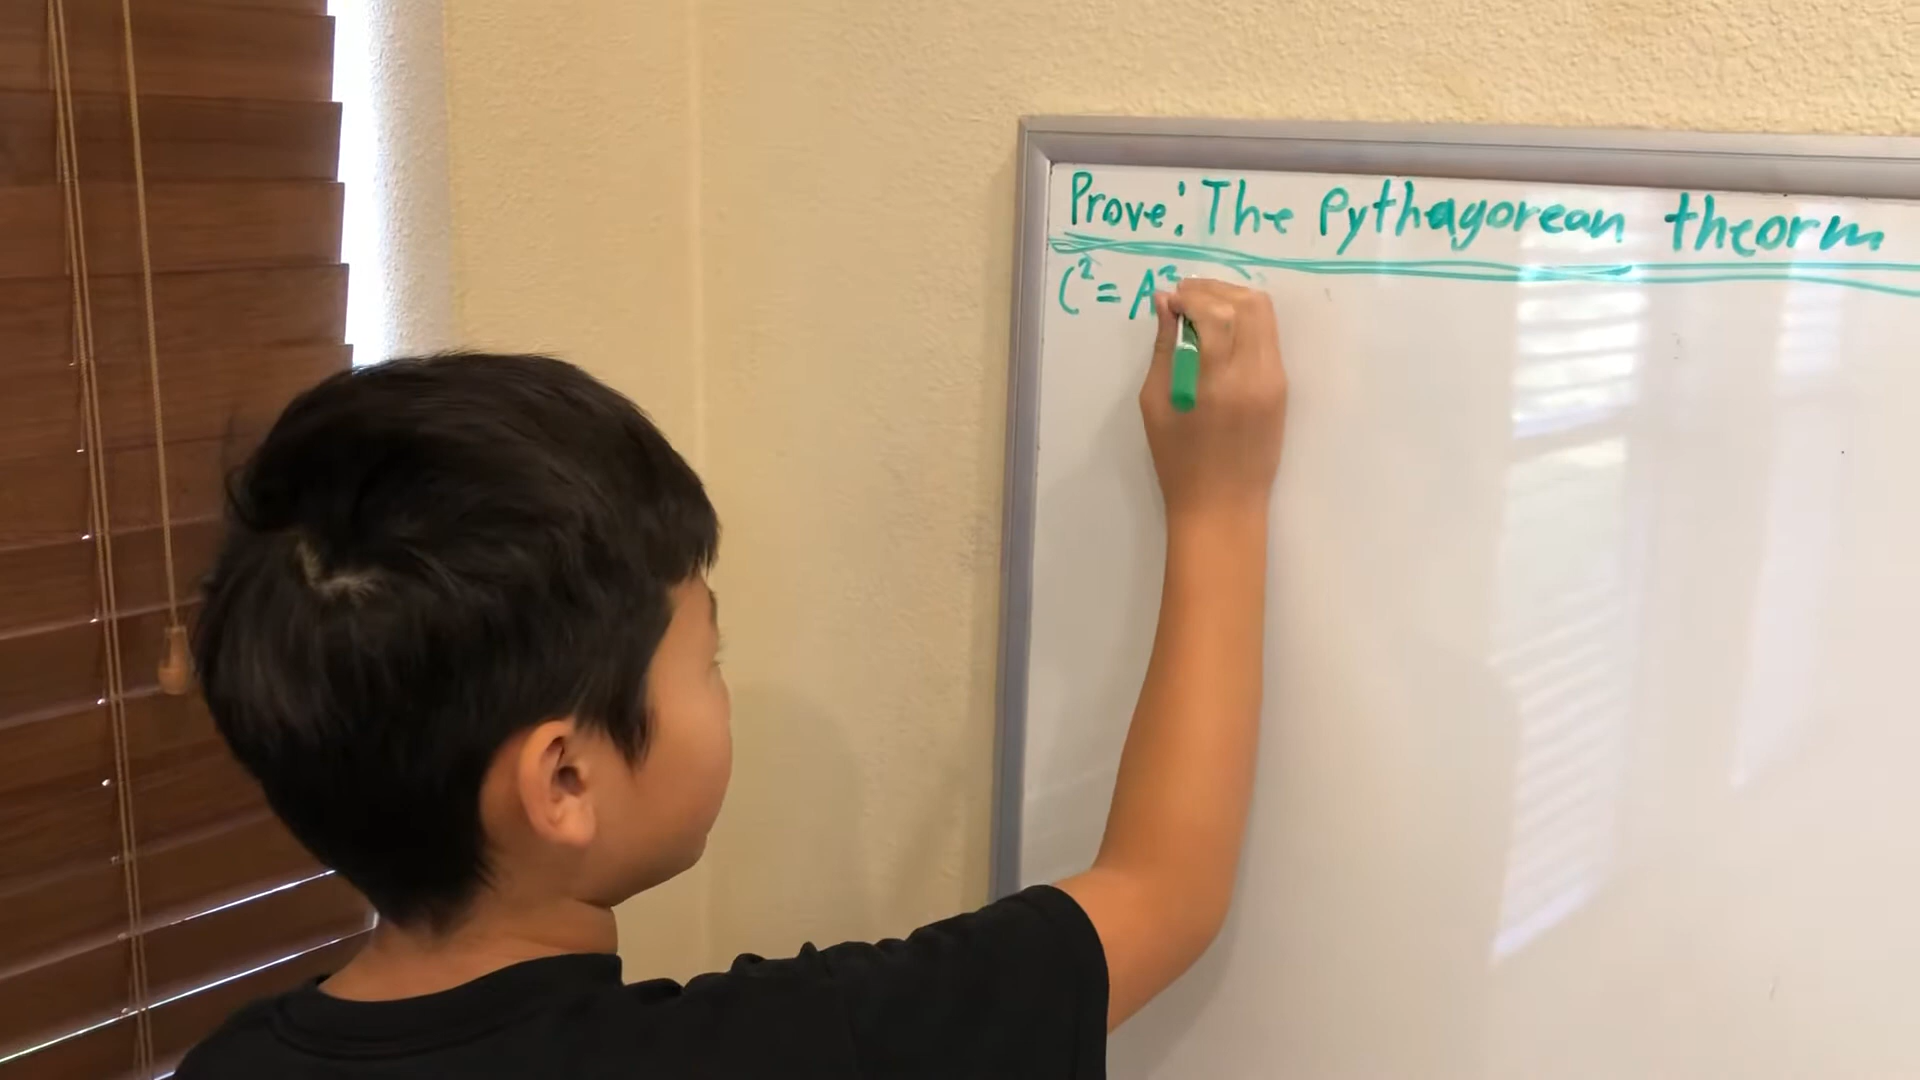 Prove: The Pythagorean theorm
C² = A²